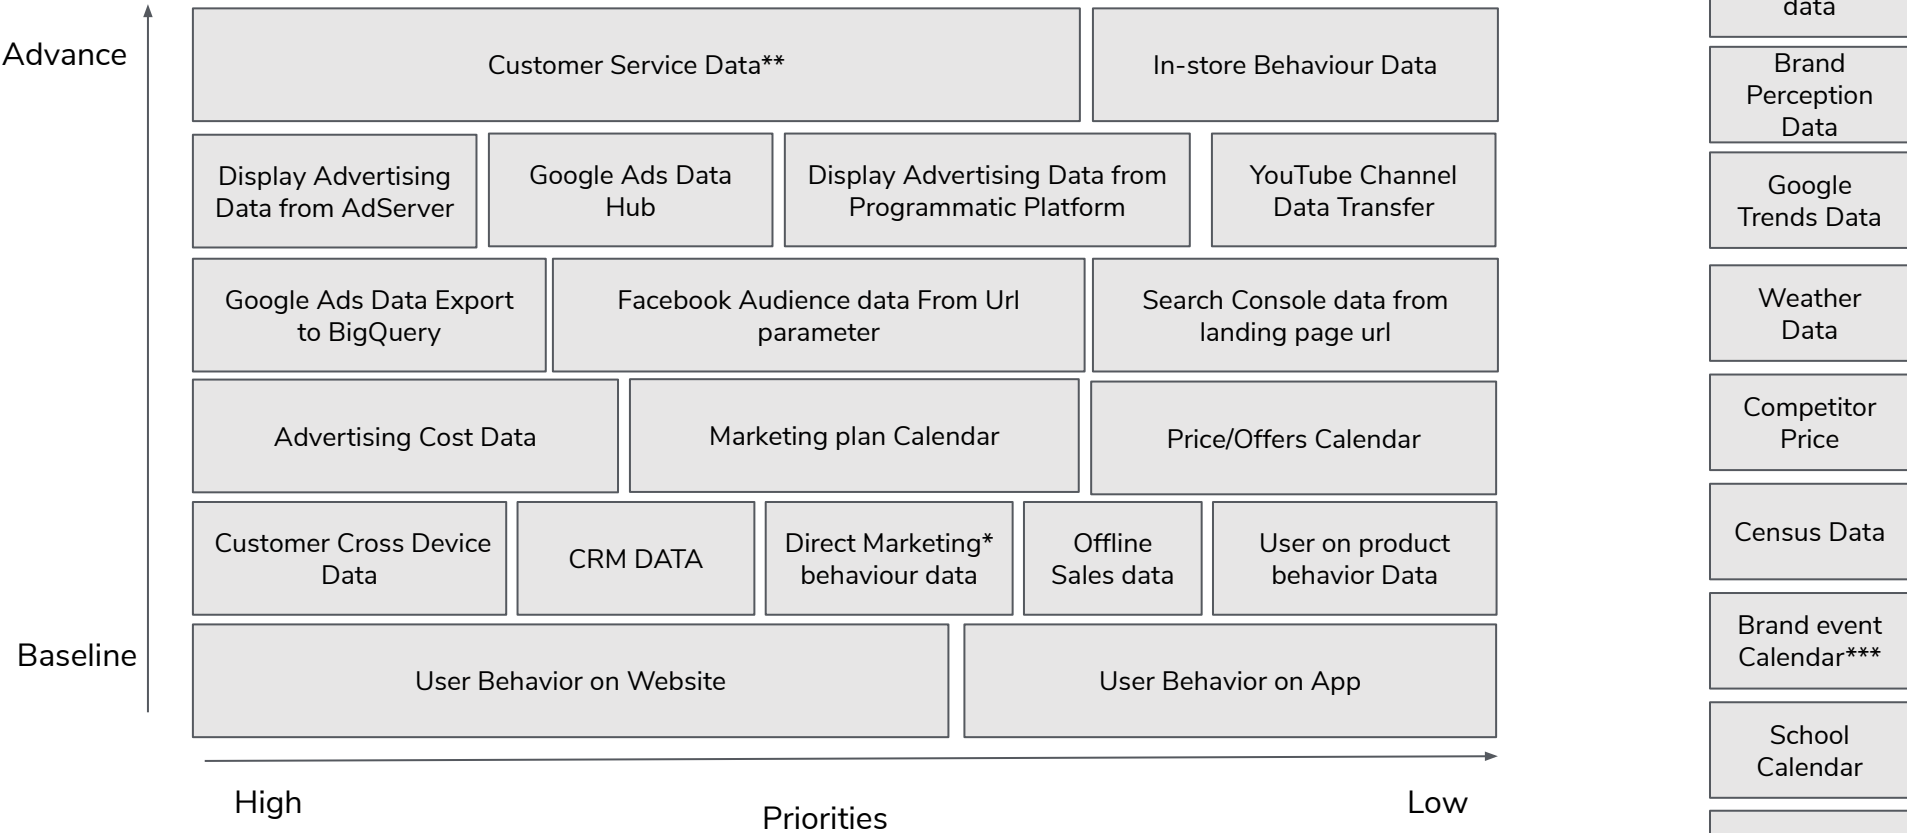 Advance
Customer Service Data**
In-store Behaviour Data
Display Advertising
Data from AdServer
Google Ads Data
Hub
Display Advertising Data from
Programmatic Platform
YouTube Channel
Data Transfer
Google Ads Data Export
to BigQuery
Facebook Audience data From Url
parameter
Search Console data from
landing page url
Advertising Cost Data
Marketing plan Calendar
Price/Offers Calendar
Customer Cross Device
Data
CRM DATA
Direct Marketing*
behaviour data
Offline
Sales data
User on product
behavior Data
Baseline
User Behavior on Website
User Behavior on App
High
Priorities
Low
data
Brand
Perception
Data
Google
Trends Data
Weather
Data
Competitor
Price
Census Data
Brand event
Calendar***
School
Calendar